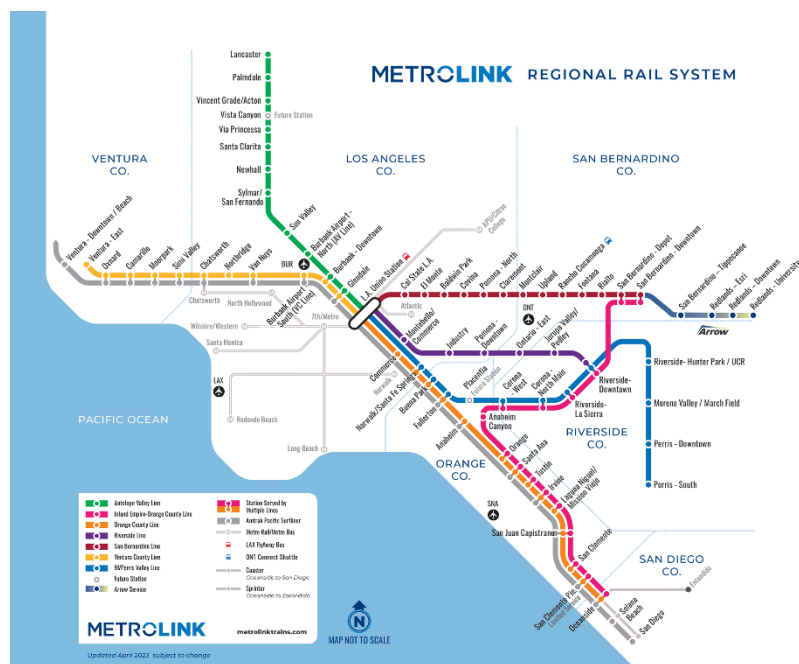 METROLINK REGIONAL RAIL SYSTEM
Lancaster
Palmdale
Vincent Grade/Acton
Vista Canyon
Future Station
Via Princessa
Santa Clarita
Newhall
Sylmar/
San Fernando
Sun Valley
Burbank Airport -
North (AV Line)
Burbank - Downtown
Glendale
L.A. Union Station
VENTURA
CO.
LOS ANGELES
CO.
SAN BERNARDINO
CO.
Ventura - Downtown / Beach
Ventura - East
Oxnard
Camarillo
Moorpark
Simi Valley
Chatsworth
Northridge
Van Nuys
BUR
Burbank Airport -
South (VC Line)
Chatsworth
North Hollywood
Wilshire/Western
7th/Metro
Santa Monica
LAX
Redondo Beach
Long Beach
Norwalk
Atlantic
APU/Citrus
College
Cal State L.A.
El Monte
Baldwin Park
Covina
Pomona - North
Claremont
Montclair
Upland
Rancho Cucamonga
Fontana
Rialto
San Bernardino - Depot
San Bernardino - Downtown
San Bernardino - Tippecanoe
Redlands - Esri
Redlands - Downtown
Redlands - University
Arrow
Montebello/
Commerce
Industry
Pomona -
Downtown
ONT
Ontario - East
Jurupa Valley/
Pedley
Riverside-
Downtown
Riverside- Hunter Park / UCR
Moreno Valley / March Field
Perris - Downtown
Perris - South
Commerce
Norwalk/Santa Fe Springs
Buena Park
Fullerton
Placentia
Future Station
Corona
- West
Corona -
North Main
Riverside-
La Sierra
Anaheim
Canyon
Anaheim
Orange
Santa Ana
Tustin
Irvine
Laguna Niguel/
Mission Viejo
San Juan Capistrano
San Clemente
San Clemente Pier
Limited Service
Oceanside
Solana
Beach
San Diego
Escondido
SNA
PACIFIC OCEAN
ORANGE
CO.
RIVERSIDE
CO.
SAN DIEGO
CO.
Antelope Valley Line
Inland Empire-Orange County Line
Orange County Line
Riverside Line
San Bernardino Line
Ventura County Line
91/Perris Valley Line
Future Station
Arrow Service
Station Served by
Multiple Lines
Amtrak Pacific Surfliner
Metro Rail/Metro Bus
LAX FlyAway Bus
ONT Connect Shuttle
Coaster
Oceanside to San Diego
Sprinter
Oceanside to Escondido
METROLINK
metrolinktrains.com
N
MAP NOT TO SCALE
Updated April 2023 subject to change